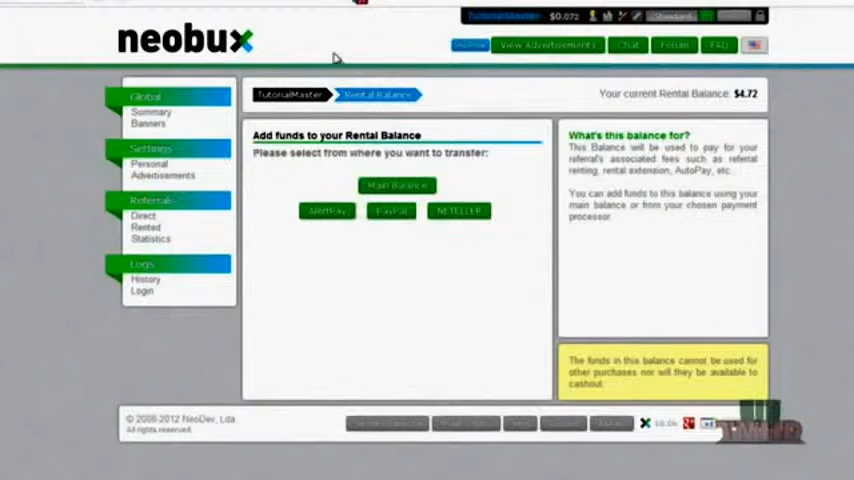 TutorialMaster $0.072 Standard
neobux
View Advertisements Chat Forum FAQ
Global
Summary
Banners
Settings
Personal
Advertisements
Referrals
Direct
Rented
Statistics
Logs
History
Login
TutorialMaster Rental Balance
Your current Rental Balance: $4.72
Add funds to your Rental Balance
Please select from where you want to transfer:
Main Balance
AlertPay PayPal NETELLER
What's this balance for?
This Balance will be used to pay for your
referral's associated fees such as referral
renting, rental extension, AutoPay, etc.
You can add funds to this balance using your
main balance or from your chosen payment
processor.
The funds in this balance cannot be used for
other purchases nor will they be available to
cashout.
© 2008-2012 NeoDev, Lda
All rights reserved.